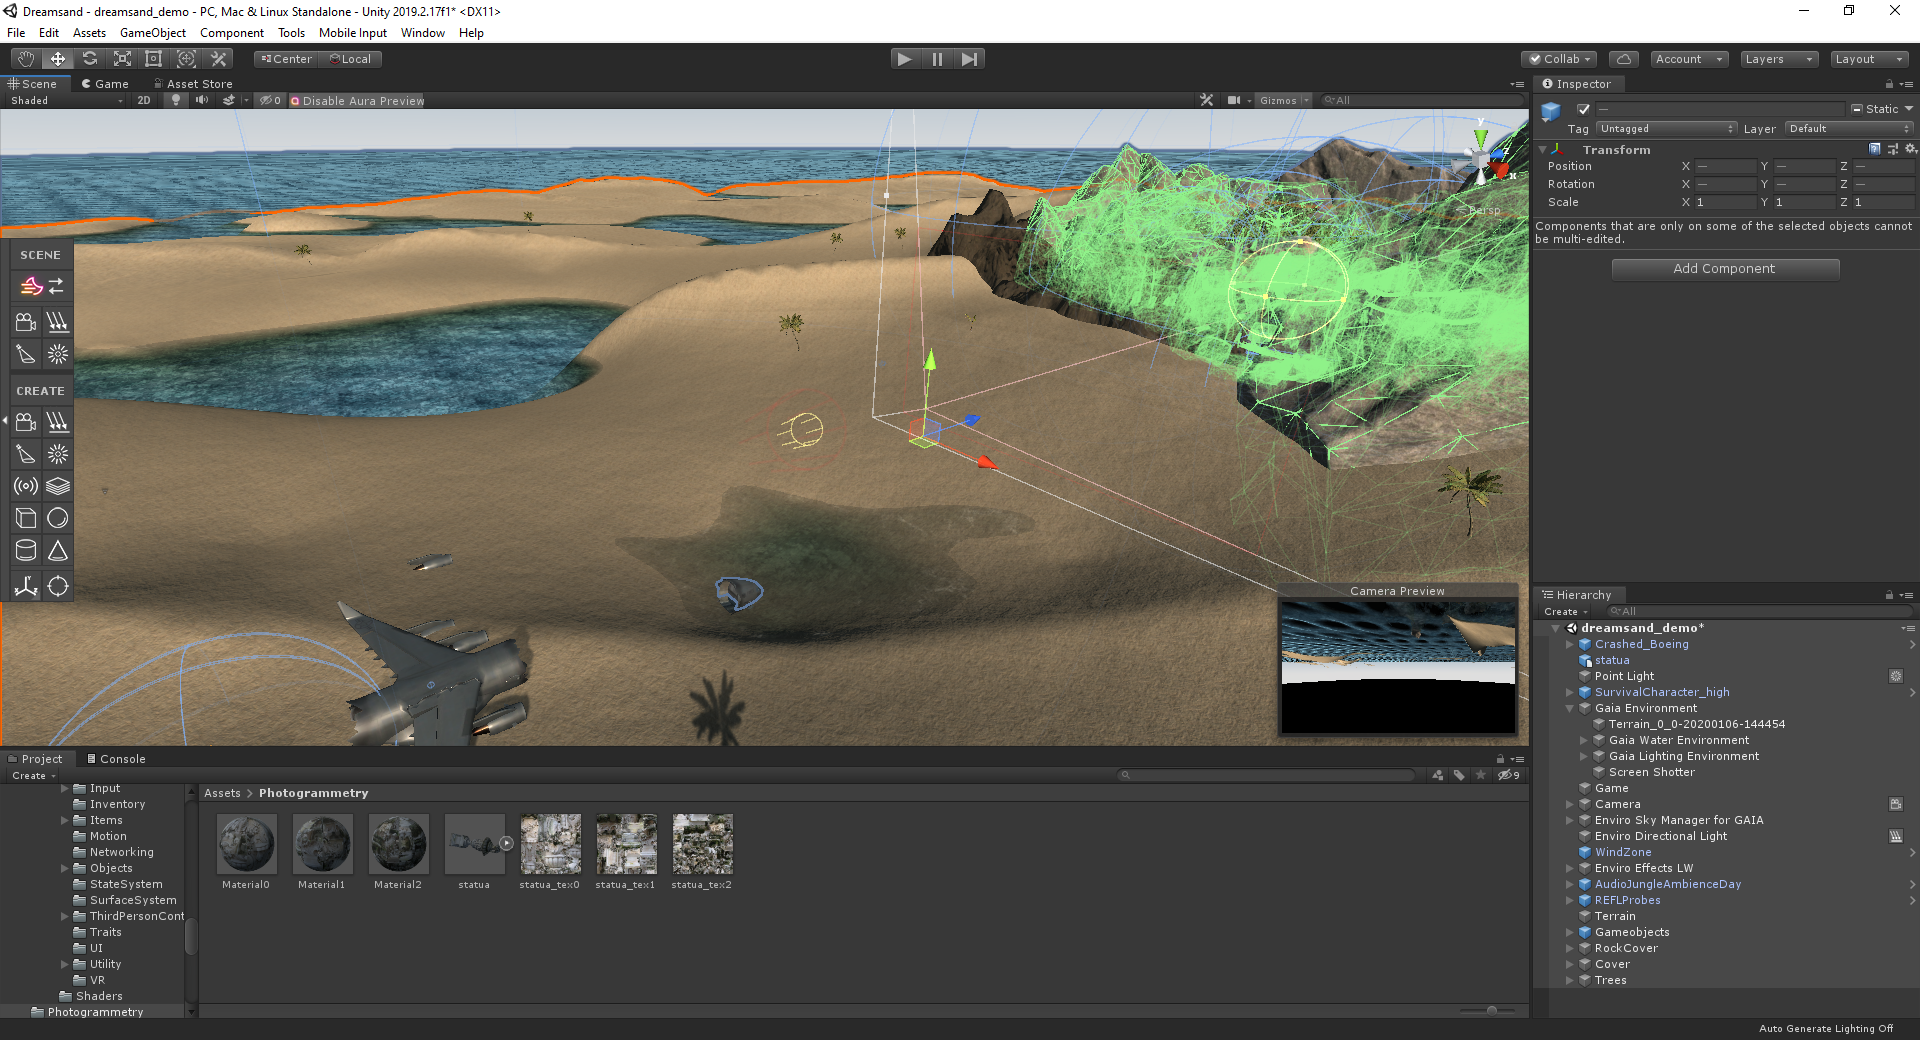 Dreamsand - dreamsand_demo - PC, Mac & Linux Standalone - Unity 2019.2.17f1* <DX11>
File Edit Assets GameObject Component Tools Mobile Input Window Help
Center Local
Collab Account Layers Layout
Scene Game Asset Store
Shaded 2D 0 Disable Aura Preview Gizmos All
y
z
x
Persp
SCENE
CREATE
Camera Preview
Inspector
— Static
Tag Untagged Layer Default
Transform
Position X — Y — Z —
Rotation X — Y — Z —
Scale X 1 Y 1 Z 1
Components that are only on some of the selected objects cannot
be multi-edited.
Add Component
Hierarchy
Create All
dreamsand_demo*
Crashed_Boeing
statua
Point Light
SurvivalCharacter_high
Gaia Environment
Terrain_0_0-20200106-144454
Gaia Water Environment
Gaia Lighting Environment
Screen Shotter
Game
Camera
Enviro Sky Manager for GAIA
Enviro Directional Light
WindZone
Enviro Effects LW
AudioJungleAmbienceDay
REFLProbes
Terrain
Gameobjects
RockCover
Cover
Trees
Project Console
Create 9
Input
Inventory
Items
Motion
Networking
Objects
StateSystem
SurfaceSystem
ThirdPersonCont
Traits
UI
Utility
VR
Shaders
Photogrammetry
Assets > Photogrammetry
Material0 Material1 Material2 statua statua_tex0 statua_tex1 statua_tex2
Auto Generate Lighting Off